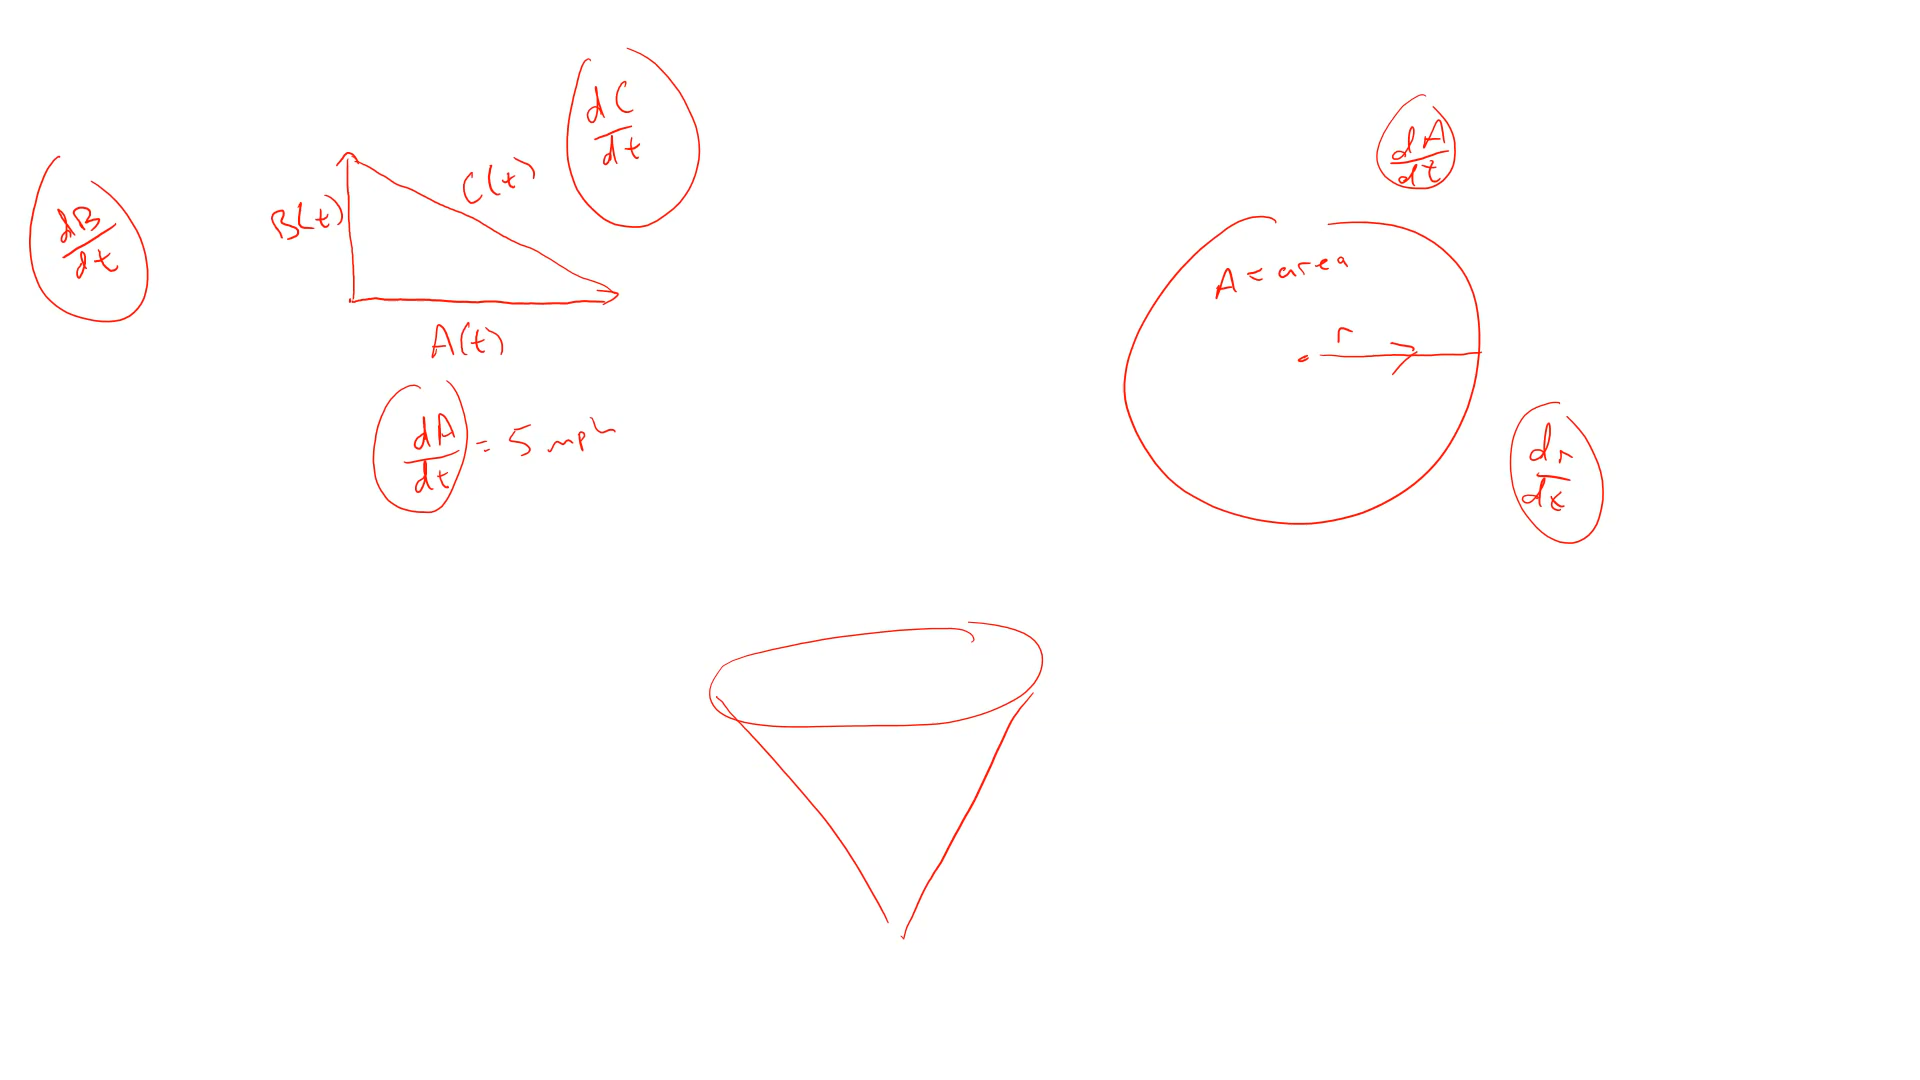 dC
dt
C(t)
B(t)
dB
dt
A(t)
dA
dt
= 5 mph
dA
dt
A = area
r
dr
dt